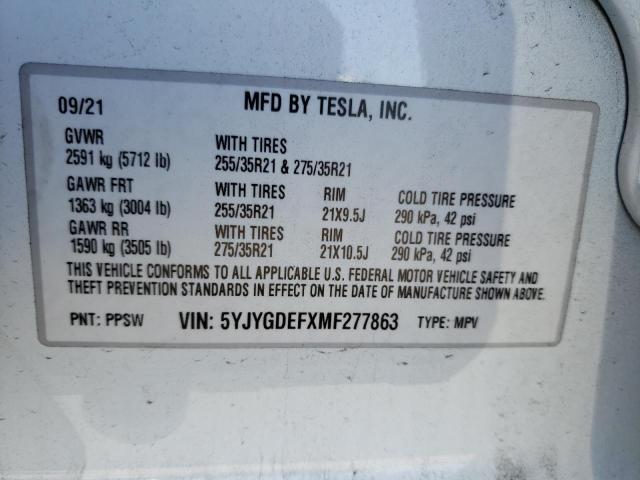 09/21 MFD BY TESLA, INC.
GVWR WITH TIRES
2591 kg (5712 lb) 255/35R21 & 275/35R21
GAWR FRT WITH TIRES RIM COLD TIRE PRESSURE
1363 kg (3004 lb) 255/35R21 21X9.5J 290 kPa, 42 psi
GAWR RR WITH TIRES RIM COLD TIRE PRESSURE
1590 kg (3505 lb) 275/35R21 21X10.5J 290 kPa, 42 psi
THIS VEHICLE CONFORMS TO ALL APPLICABLE U.S. FEDERAL MOTOR VEHICLE SAFETY AND
THEFT PREVENTION STANDARDS IN EFFECT ON THE DATE OF MANUFACTURE SHOWN ABOVE.
PNT: PPSW VIN: 5YJYGDEFXMF277863 TYPE: MPV